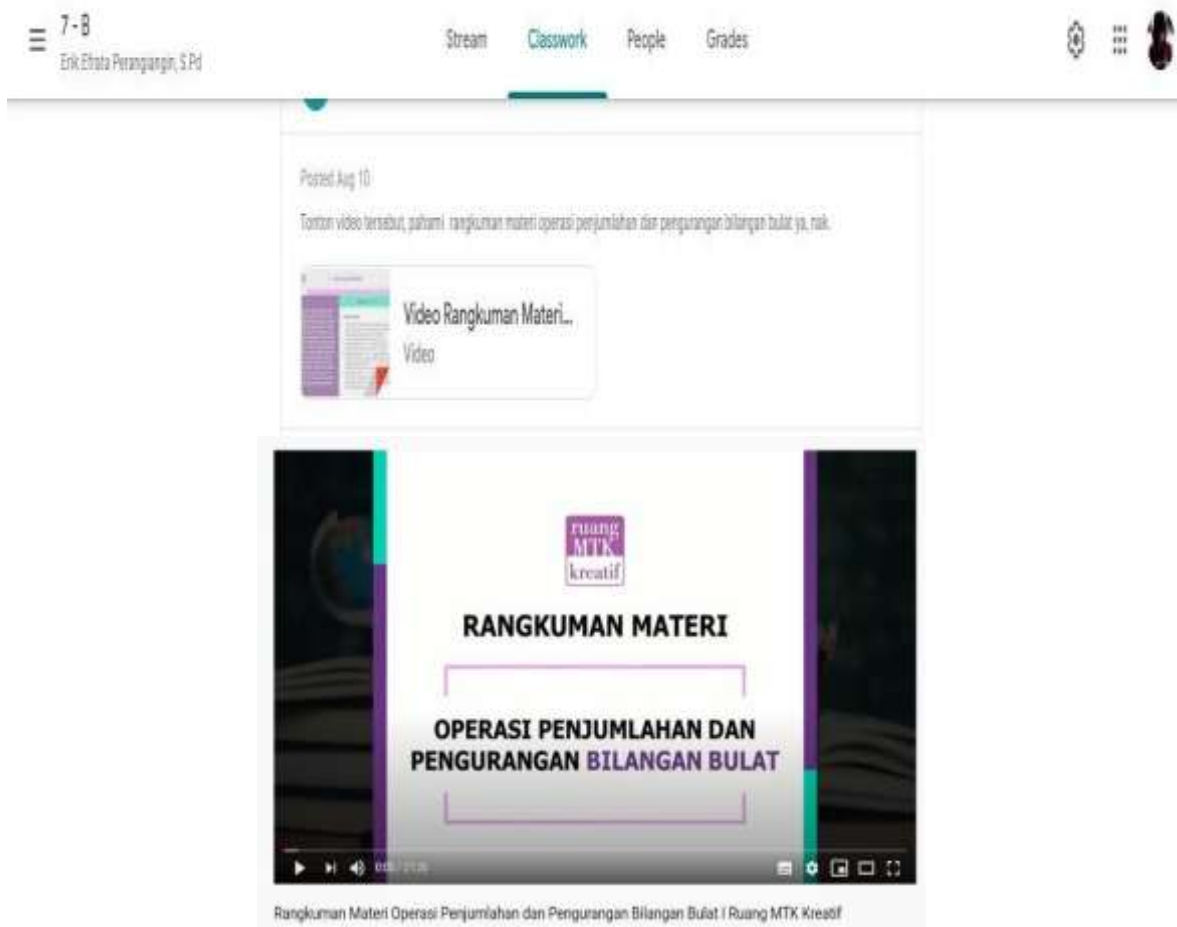 7 - B
Erik Efrata Perangiangin, S.Pd
Stream
Classwork
People
Grades
Posted Aug 10
Tonton video tersebut, pahami rangkuman materi operasi penjumlahan dan pengurangan bilangan bulat ya, nak.
Video Rangkuman Materi...
Video
ruang
MTK
kreatif
RANGKUMAN MATERI
OPERASI PENJUMLAHAN DAN
PENGURANGAN BILANGAN BULAT
Rangkuman Materi Operasi Penjumlahan dan Pengurangan Bilangan Bulat I Ruang MTK Kreatif